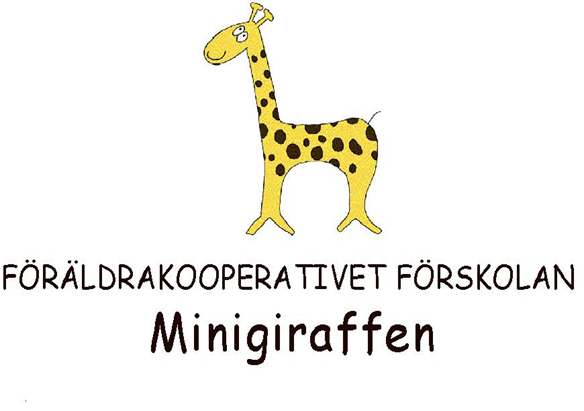 FÖRÄLDRAKOOPERATIVET FÖRSKOLAN
Minigiraffen